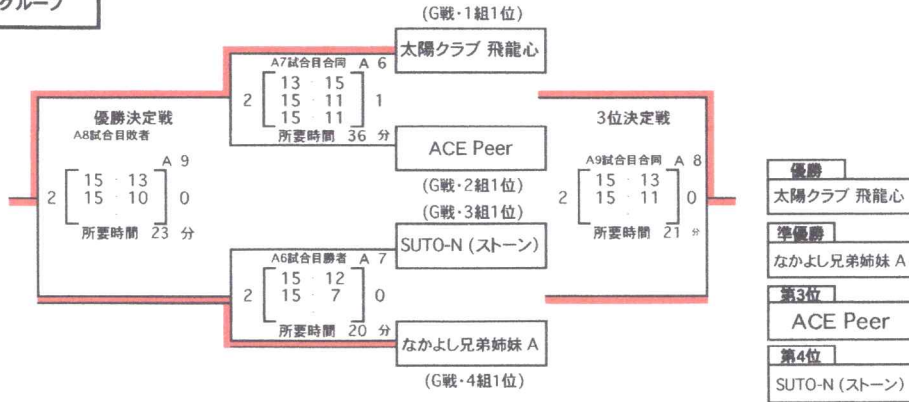 グループ
(G戦・1組1位)
太陽クラブ 飛龍心
A7試合目合同 A 6
2 13 - 15 1
15 - 11
15 - 11
所要時間 36 分
ACE Peer
(G戦・2組1位)
優勝決定戦
A8試合目敗者
A 9
2 15 - 13 0
15 - 10
-
所要時間 23 分
(G戦・3組1位)
SUTO-N (ストーン)
A6試合目勝者 A 7
2 15 - 12 0
15 - 7
-
所要時間 20 分
なかよし兄弟姉妹 A
(G戦・4組1位)
3位決定戦
A9試合目合同 A 8
2 15 - 13 0
15 - 11
-
所要時間 21 分
優勝
太陽クラブ 飛龍心
準優勝
なかよし兄弟姉妹 A
第3位
ACE Peer
第4位
SUTO-N (ストーン)